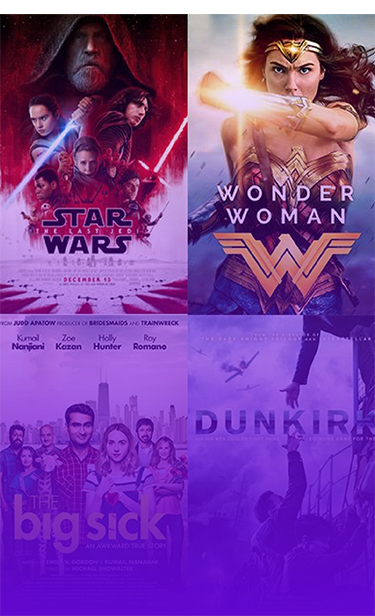 STAR
THE LAST JEDI
WARS
DECEMBER 15
WONDER
WOMAN
FROM JUDD APATOW PRODUCER OF BRIDESMAIDS AND TRAINWRECK
Kumail Nanjiani
Zoe Kazan
Holly Hunter
Ray Romano
THE
big sick
AN AWKWARD TRUE STORY
DUNKIRK